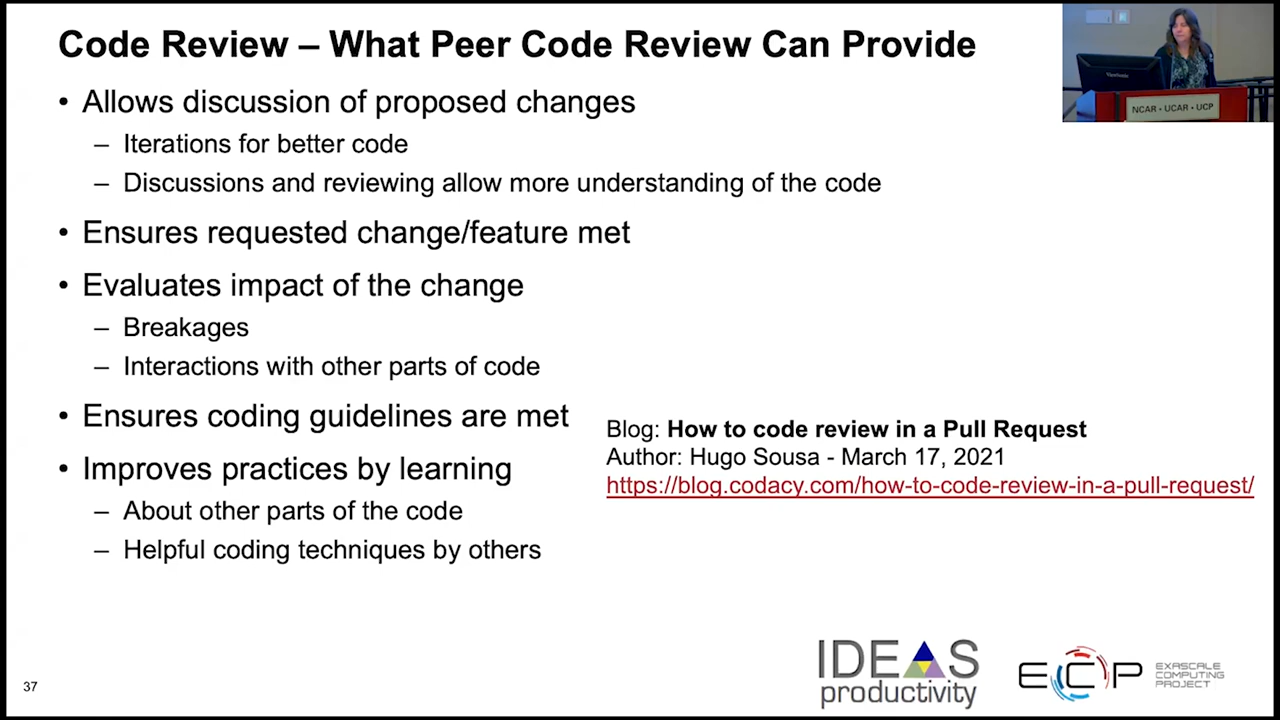 Code Review – What Peer Code Review Can Provide
• Allows discussion of proposed changes
– Iterations for better code
– Discussions and reviewing allow more understanding of the code
• Ensures requested change/feature met
• Evaluates impact of the change
– Breakages
– Interactions with other parts of code
• Ensures coding guidelines are met
• Improves practices by learning
– About other parts of the code
– Helpful coding techniques by others
Blog: How to code review in a Pull Request
Author: Hugo Sousa - March 17, 2021
https://blog.codacy.com/how-to-code-review-in-a-pull-request/
ViewSonic
NCAR • UCAR • UCP
37
IDEAS
productivity
ECP
EXASCALE
COMPUTING
PROJECT